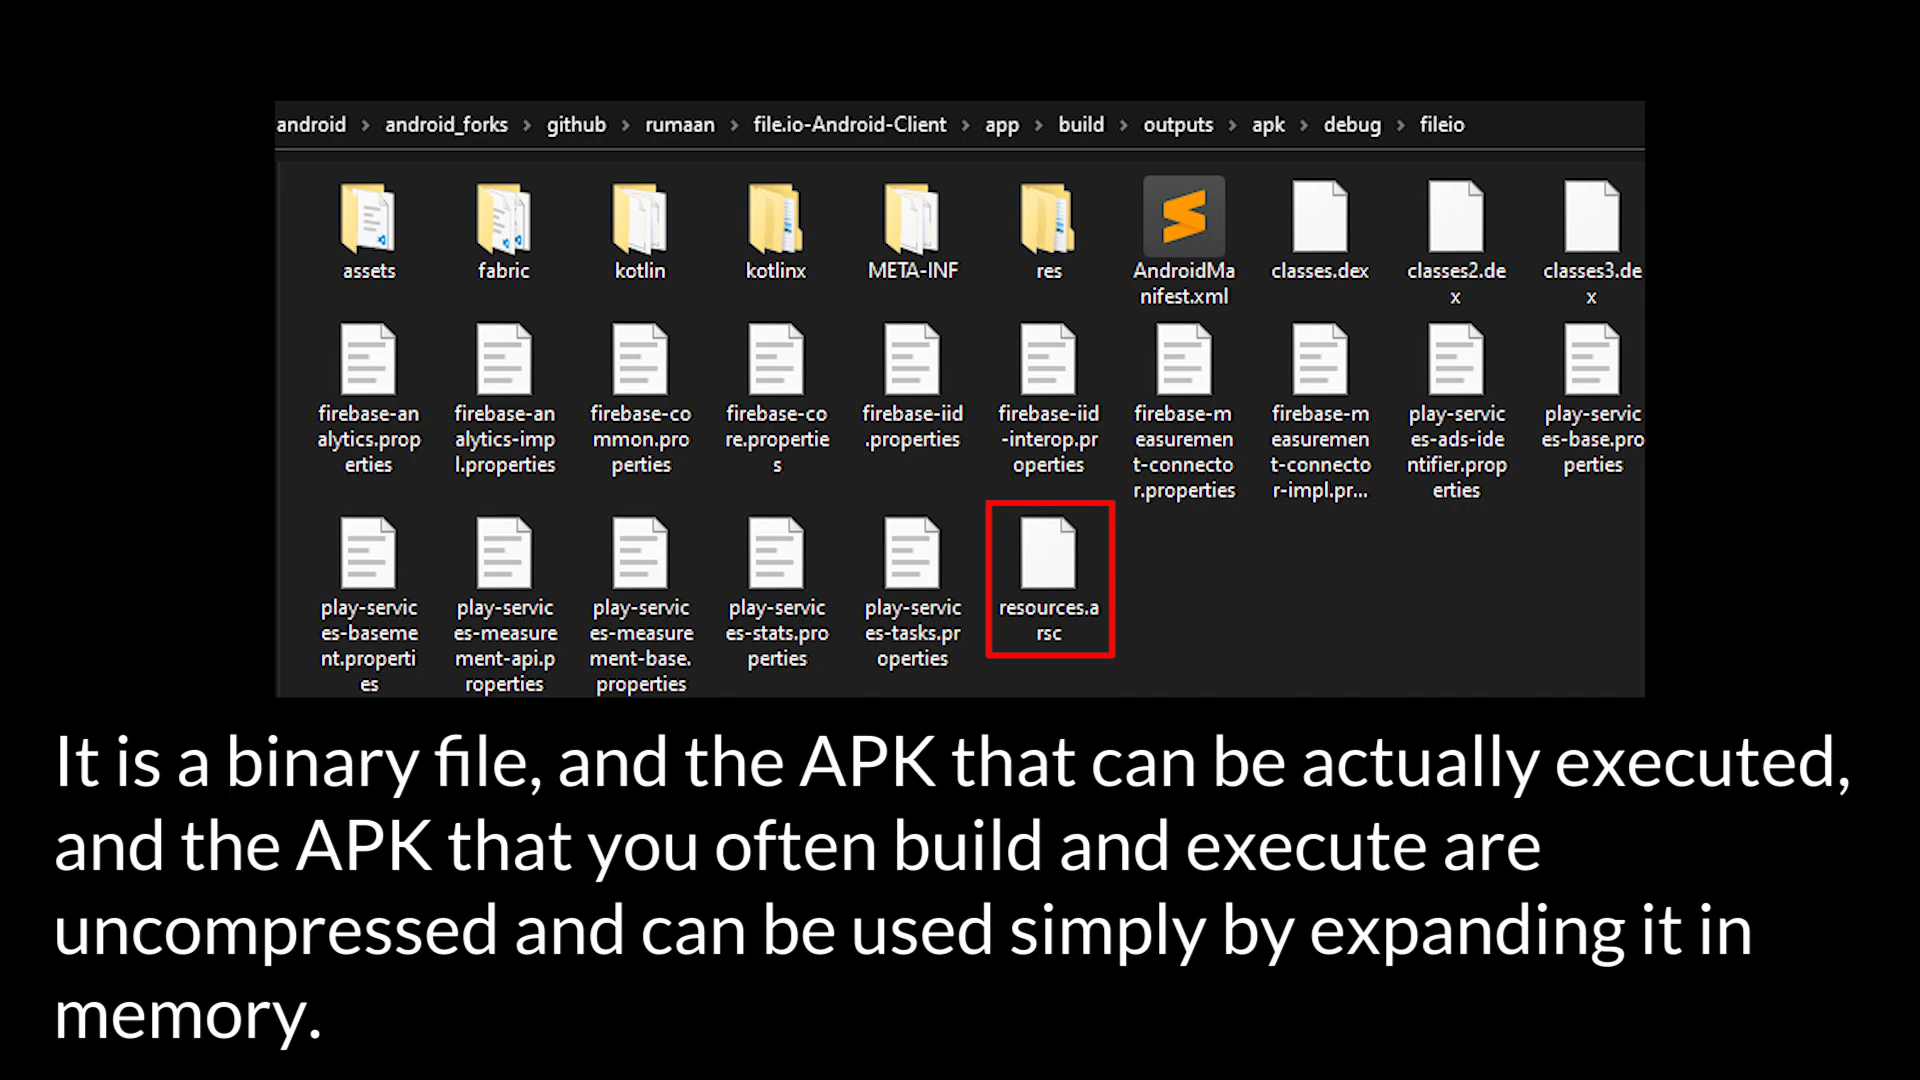 android > android_forks > github > rumaan > file.io-Android-Client > app > build > outputs > apk > debug > fileio
assets fabric kotlin kotlinx META-INF res AndroidMa classes.dex classes2.de classes3.de
nifest.xml x x
firebase-an firebase-an firebase-co firebase-co firebase-iid firebase-iid firebase-m firebase-m play-servic play-servic
alytics.prop alytics-imp mmon.pro re.propertie .properties -interop.pr easuremen easuremen es-ads-ide es-base.pro
erties l.properties perties s operties t-connecto t-connecto ntifier.prop perties
r.properties r-impl.pr... erties
play-servic play-servic play-servic play-servic play-servic resources.a
es-baseme es-measure es-measure es-stats.pro es-tasks.pr rsc
nt.properti ment-api.p ment-base. perties operties
es roperties properties
It is a binary file, and the APK that can be actually executed,
and the APK that you often build and execute are
uncompressed and can be used simply by expanding it in
memory.